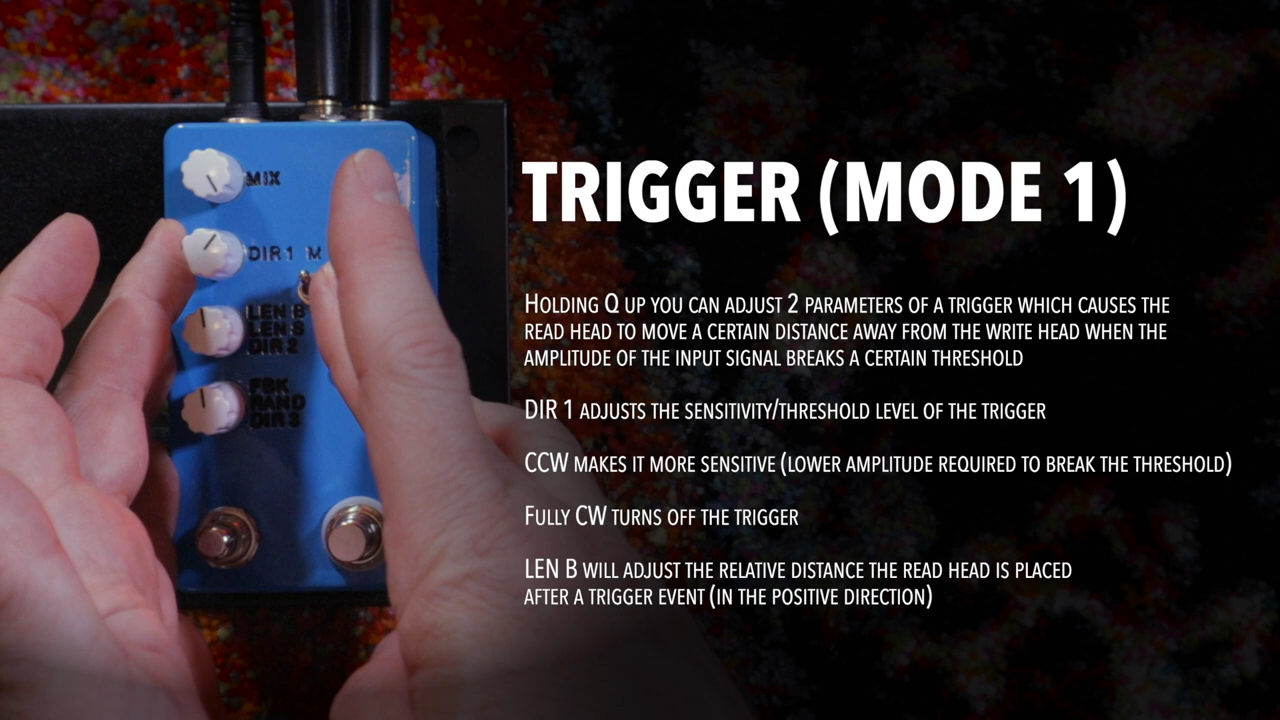 MIX
DIR 1 M
LEN B
LEN S
DIR 2
FBK
RAND
DIR 3
TRIGGER (MODE 1)
HOLDING Q UP YOU CAN ADJUST 2 PARAMETERS OF A TRIGGER WHICH CAUSES THE
READ HEAD TO MOVE A CERTAIN DISTANCE AWAY FROM THE WRITE HEAD WHEN THE
AMPLITUDE OF THE INPUT SIGNAL BREAKS A CERTAIN THRESHOLD
DIR 1 ADJUSTS THE SENSITIVITY/THRESHOLD LEVEL OF THE TRIGGER
CCW MAKES IT MORE SENSITIVE (LOWER AMPLITUDE REQUIRED TO BREAK THE THRESHOLD)
FULLY CW TURNS OFF THE TRIGGER
LEN B WILL ADJUST THE RELATIVE DISTANCE THE READ HEAD IS PLACED
AFTER A TRIGGER EVENT (IN THE POSITIVE DIRECTION)